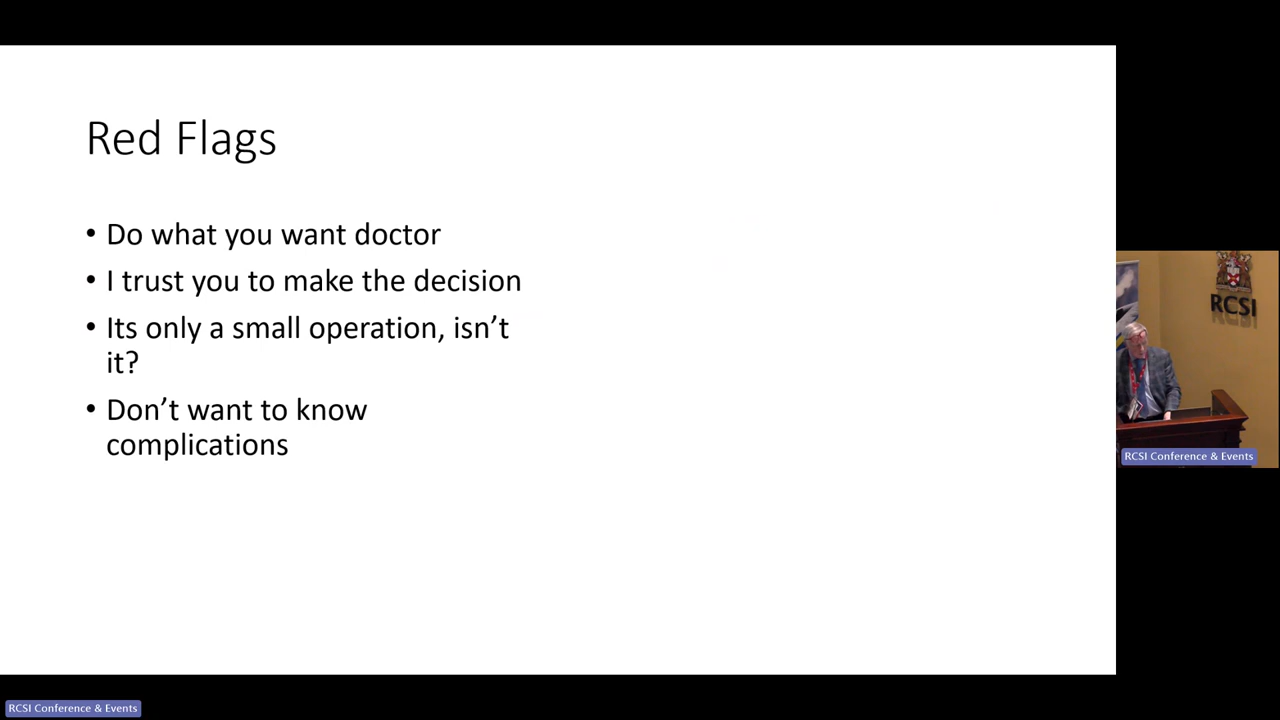 Red Flags
• Do what you want doctor
• I trust you to make the decision
• Its only a small operation, isn’t
it?
• Don’t want to know
complications
RCSI
RCSI Conference & Events
RCSI Conference & Events